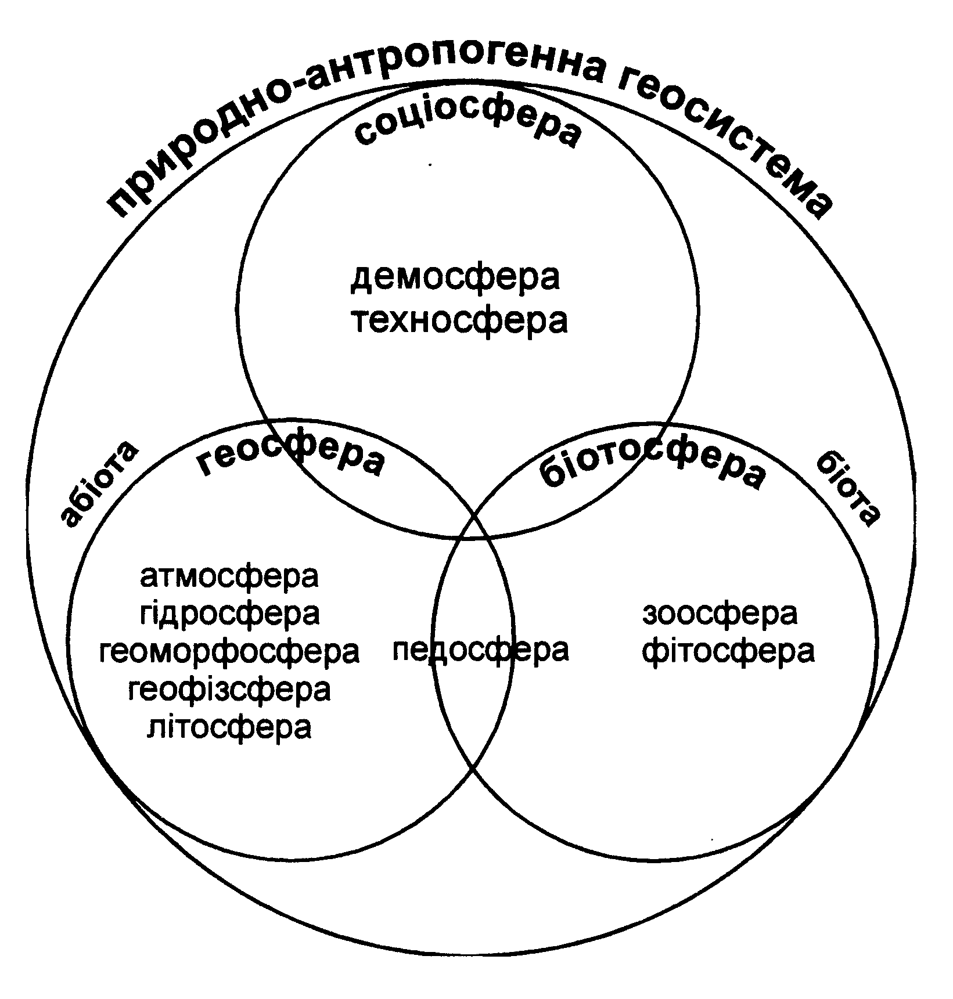 природно-антропогенна геосистема
соціосфера
демосфера
техносфера
абіота
геосфера
біотосфера
біота
атмосфера
гідросфера
геоморфосфера
геофізсфера
літосфера
педосфера
зоосфера
фітосфера